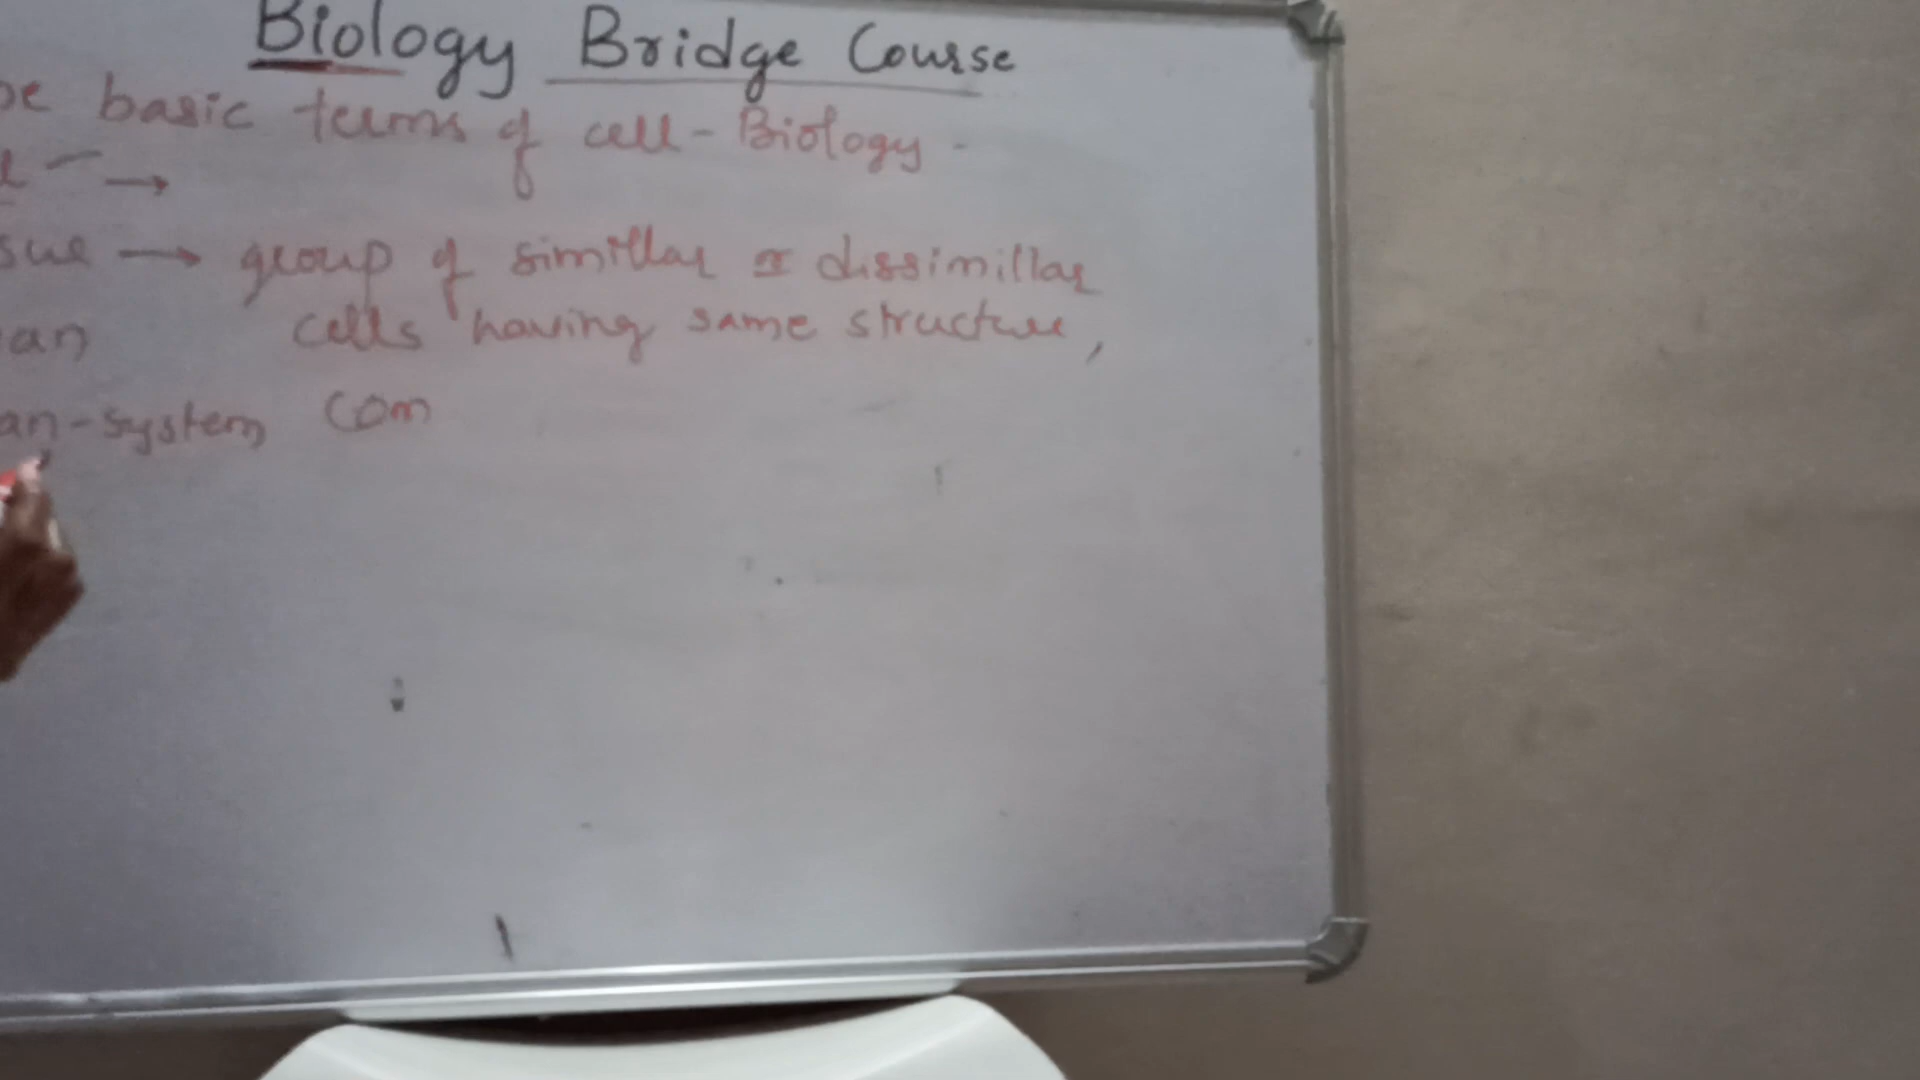 Biology Bridge Course
basic terms of cell-Biology -
→
sue → group of simillar or dissimillar
an cells having same structure,
an-system com